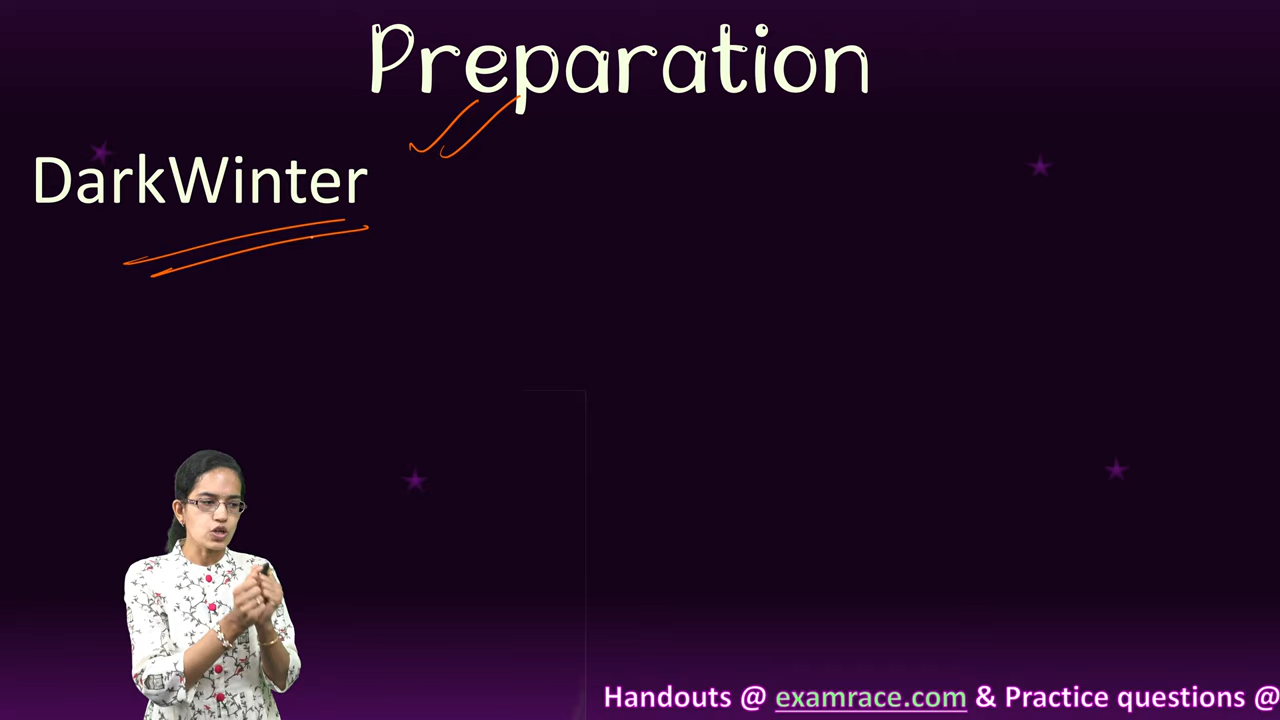 Preparation
DarkWinter
Handouts @ examrace.com & Practice questions @